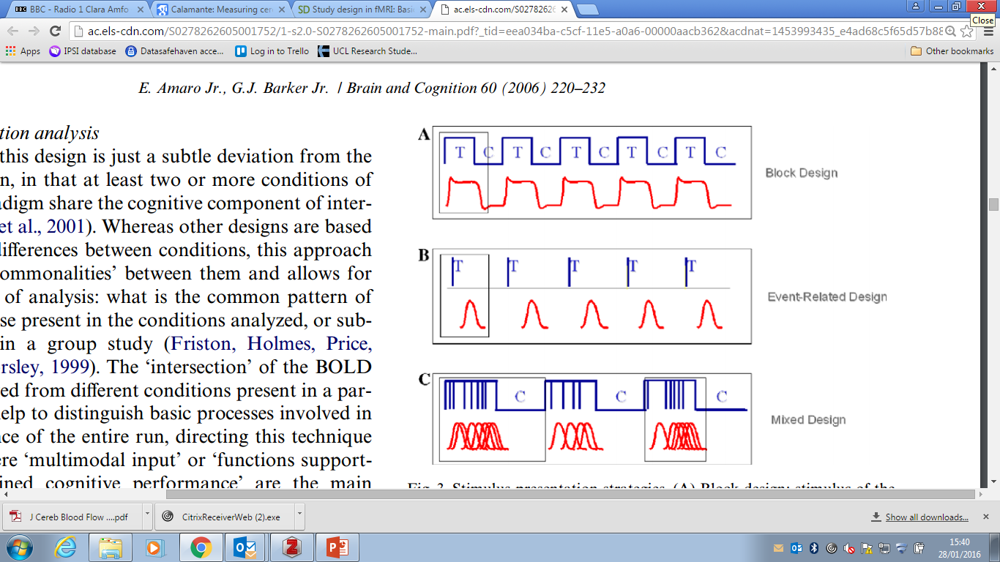 BBC - Radio 1 Clara Amfo
Calamante: Measuring cer
SD Study design in fMRI: Basi
ac.els-cdn.com/S0278262
Close
ac.els-cdn.com/S0278262605001752/1-s2.0-S0278262605001752-main.pdf?_tid=eea034ba-c5cf-11e5-a0a6-00000aacb362&acdnat=1453993435_e4ad68c5f65d57b88
Apps
IPSI database
Datasafehaven acce...
Log in to Trello
UCL Research Stude...
Other bookmarks
E. Amaro Jr., G.J. Barker Jr. / Brain and Cognition 60 (2006) 220–232
tion analysis
this design is just a subtle deviation from the
n, in that at least two or more conditions of
adigm share the cognitive component of inter-
et al., 2001). Whereas other designs are based
differences between conditions, this approach
commonalities’ between them and allows for
of analysis: what is the common pattern of
se present in the conditions analyzed, or sub-
in a group study (Friston, Holmes, Price,
rsley, 1999). The ‘intersection’ of the BOLD
ed from different conditions present in a par-
elp to distinguish basic processes involved in
nce of the entire run, directing this technique
ere ‘multimodal input’ or ‘functions support-
ined cognitive performance’ are the main
A
T C T C T C T C T C
Block Design
B
T T T T T
Event-Related Design
C
C C C
Mixed Design
Fig. 3. Stimulus presentation strategies. (A) Block design: stimulus of the
J Cereb Blood Flow ....pdf
CitrixReceiverWeb (2).exe
Show all downloads...
15:40
28/01/2016